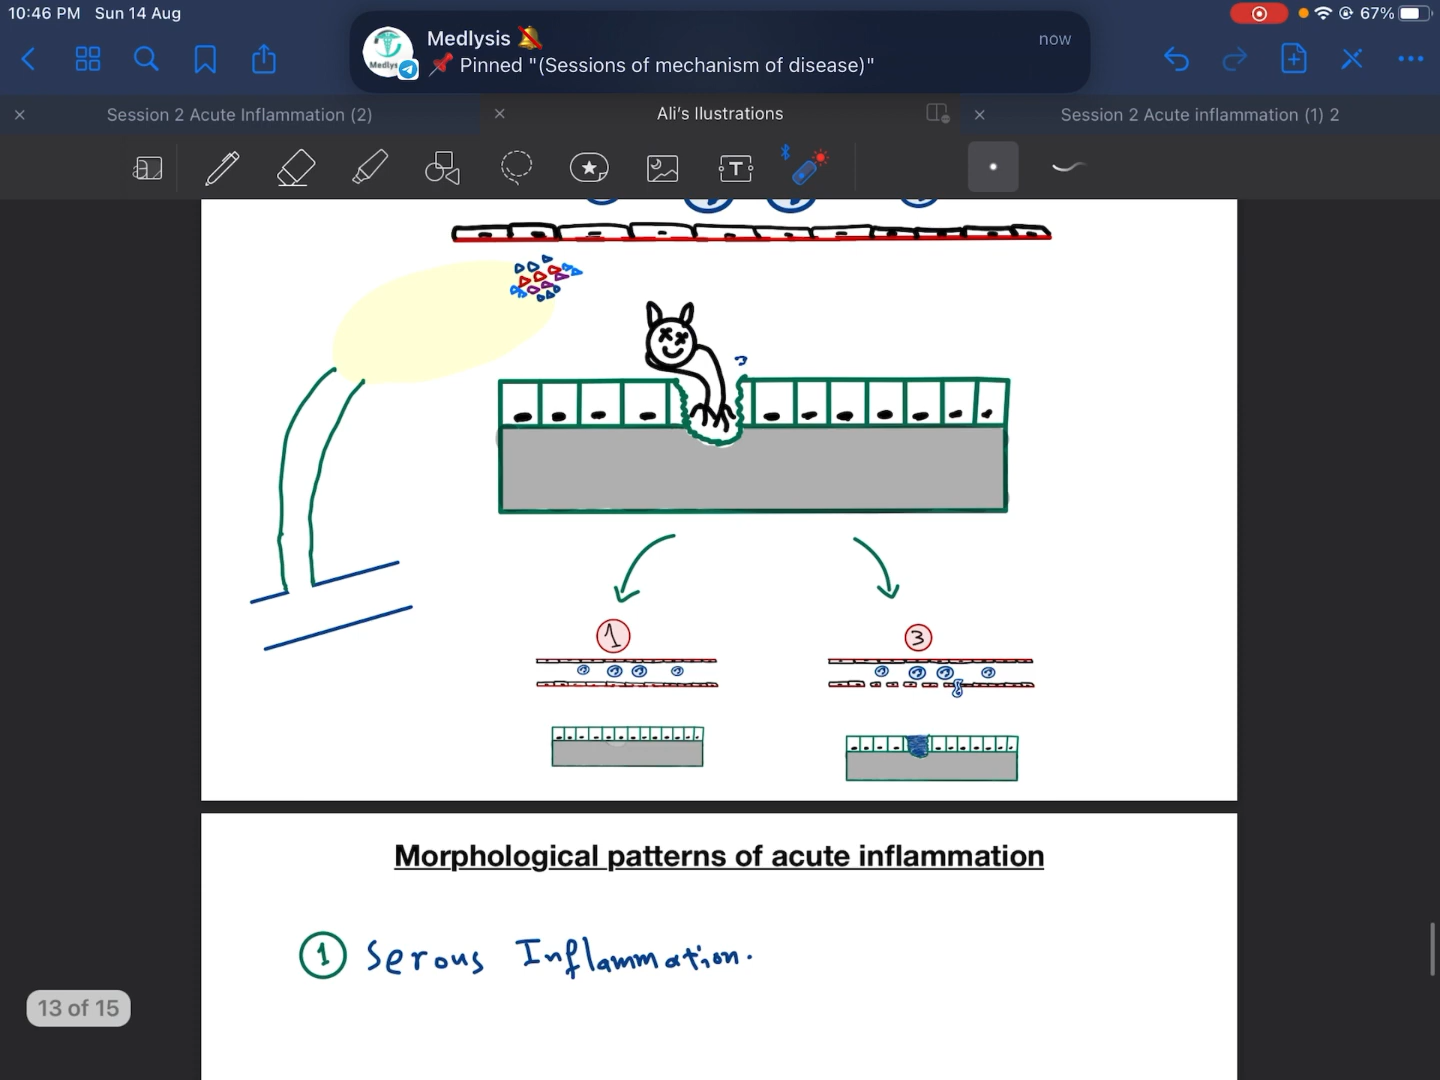 10:46 PM Sun 14 Aug
67%
Medlysis
now
Pinned "(Sessions of mechanism of disease)"
Session 2 Acute Inflammation (2)
Ali's Ilustrations
Session 2 Acute inflammation (1) 2
1
3
Morphological patterns of acute inflammation
1 Serous Inflammation.
13 of 15